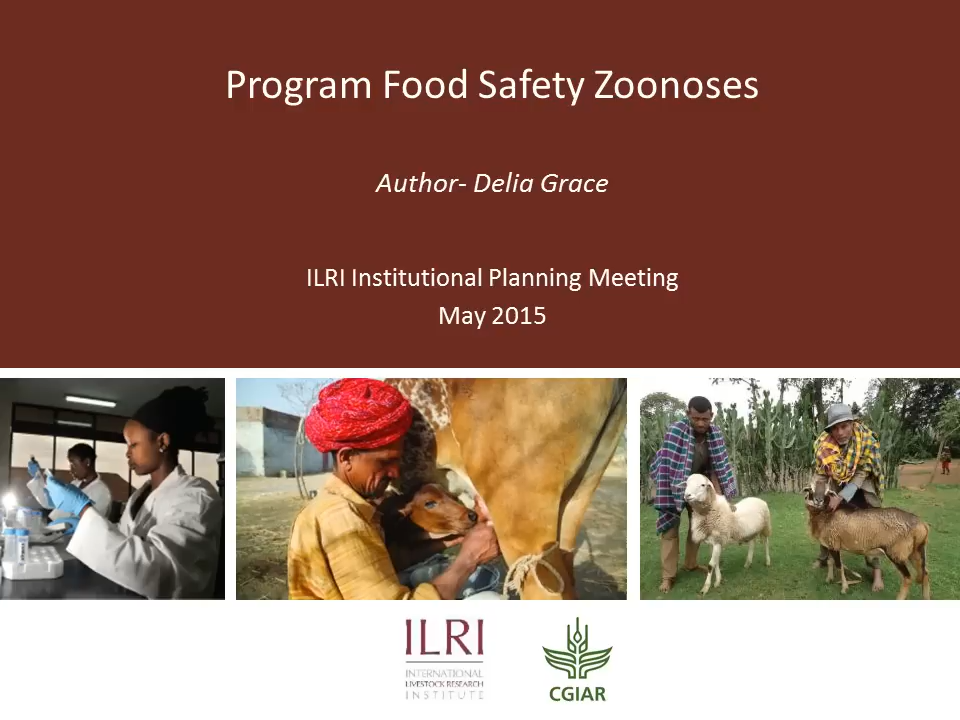 Program Food Safety Zoonoses
Author- Delia Grace
ILRI Institutional Planning Meeting
May 2015
ILRI
INTERNATIONAL
LIVESTOCK RESEARCH
INSTITUTE
CGIAR